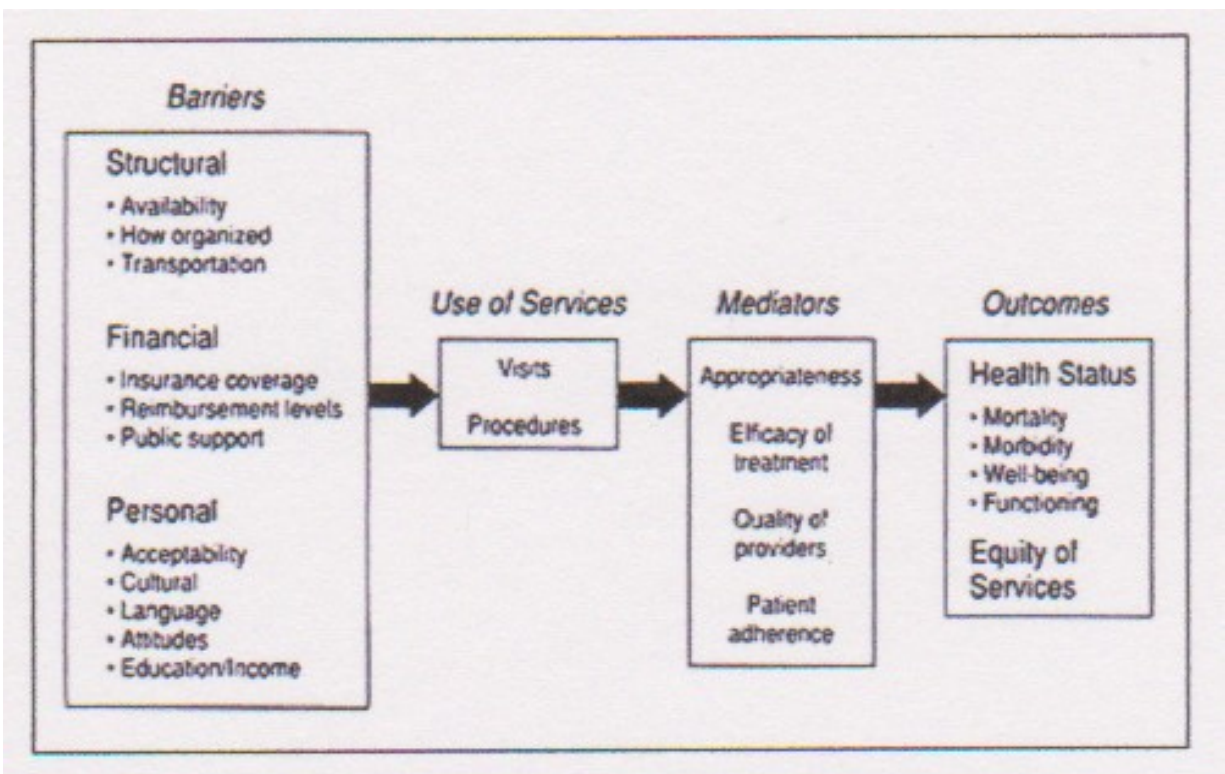 Barriers
Structural
• Availability
• How organized
• Transportation
Financial
• Insurance coverage
• Reimbursement levels
• Public support
Personal
• Acceptability
• Cultural
• Language
• Attitudes
• Education/Income
Use of Services
Visits
Procedures
Mediators
Appropriateness
Efficacy of
treatment
Quality of
providers
Patient
adherence
Outcomes
Health Status
• Mortality
• Morbidity
• Well-being
• Functioning
Equity of
Services